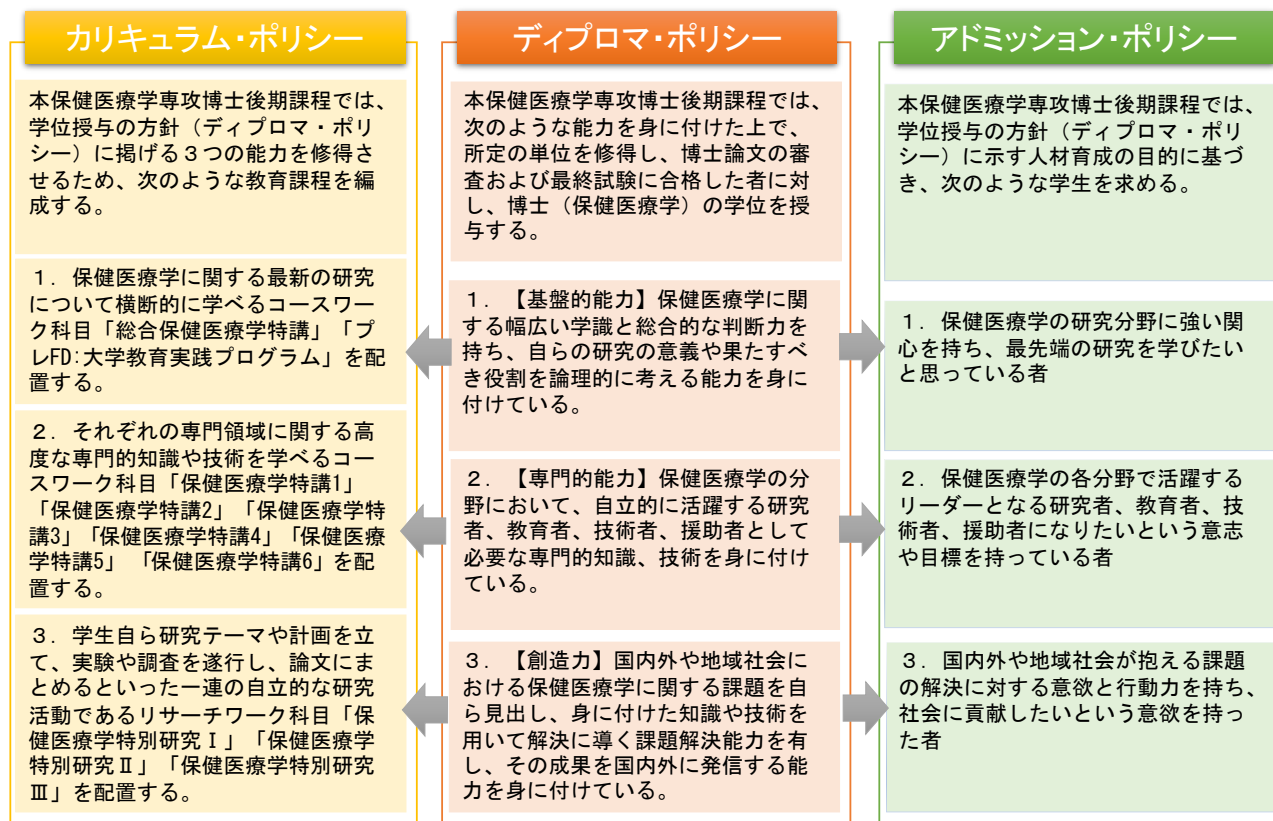 カリキュラム・ポリシー
本保健医療学専攻博士後期課程では、
学位授与の方針（ディプロマ・ポリ
シー）に掲げる３つの能力を修得さ
せるため、次のような教育課程を編
成する。
１．保健医療学に関する最新の研究
について横断的に学べるコースワー
ク科目「総合保健医療学特講」「プ
レFD:大学教育実践プログラム」を配
置する。
２．それぞれの専門領域に関する高
度な専門的知識や技術を学べるコー
スワーク科目「保健医療学特講1」
「保健医療学特講2」「保健医療学特
講3」「保健医療学特講4」「保健医療
学特講5」 「保健医療学特講6」を配
置する。
３．学生自ら研究テーマや計画を立
て、実験や調査を遂行し、論文にま
とめるといった一連の自立的な研究
活動であるリサーチワーク科目「保
健医療学特別研究Ⅰ」「保健医療学
特別研究Ⅱ」「保健医療学特別研究
Ⅲ」を配置する。
ディプロマ・ポリシー
本保健医療学専攻博士後期課程では、
次のような能力を身に付けた上で、
所定の単位を修得し、博士論文の審
査および最終試験に合格した者に対
し、博士（保健医療学）の学位を授
与する。
１．【基盤的能力】保健医療学に関
する幅広い学識と総合的な判断力を
持ち、自らの研究の意義や果たすべ
き役割を論理的に考える能力を身に
付けている。
２．【専門的能力】保健医療学の分
野において、自立的に活躍する研究
者、教育者、技術者、援助者として
必要な専門的知識、技術を身に付け
ている。
３．【創造力】国内外や地域社会に
おける保健医療学に関する課題を自
ら見出し、身に付けた知識や技術を
用いて解決に導く課題解決能力を有
し、その成果を国内外に発信する能
力を身に付けている。
アドミッション・ポリシー
本保健医療学専攻博士後期課程では、
学位授与の方針（ディプロマ・ポリ
シー）に示す人材育成の目的に基づ
き、次のような学生を求める。
１．保健医療学の研究分野に強い関
心を持ち、最先端の研究を学びたい
と思っている者
２．保健医療学の各分野で活躍する
リーダーとなる研究者、教育者、技
術者、援助者になりたいという意志
や目標を持っている者
３．国内外や地域社会が抱える課題
の解決に対する意欲と行動力を持ち、
社会に貢献したいという意欲を持っ
た者